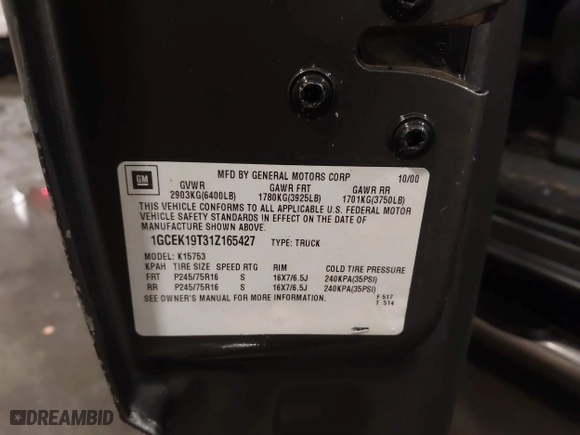 GM
MFD BY GENERAL MOTORS CORP 10/00
GVWR GAWR FRT GAWR RR
2903KG(6400LB) 1780KG(3925LB) 1701KG(3750LB)
THIS VEHICLE CONFORMS TO ALL APPLICABLE U.S. FEDERAL MOTOR
VEHICLE SAFETY STANDARDS IN EFFECT ON THE DATE OF
MANUFACTURE SHOWN ABOVE.
1GCEK19T31Z165427 TYPE: TRUCK
MODEL: K15753
KPAH TIRE SIZE SPEED RTG RIM COLD TIRE PRESSURE
FRT P245/75R16 S 16X7/6.5J 240KPA(35PSI)
RR P245/75R16 S 16X7/6.5J 240KPA(35PSI)
SEE OWNER'S MANUAL FOR MORE INFORMATION. F 517
T 514
DREAMBID